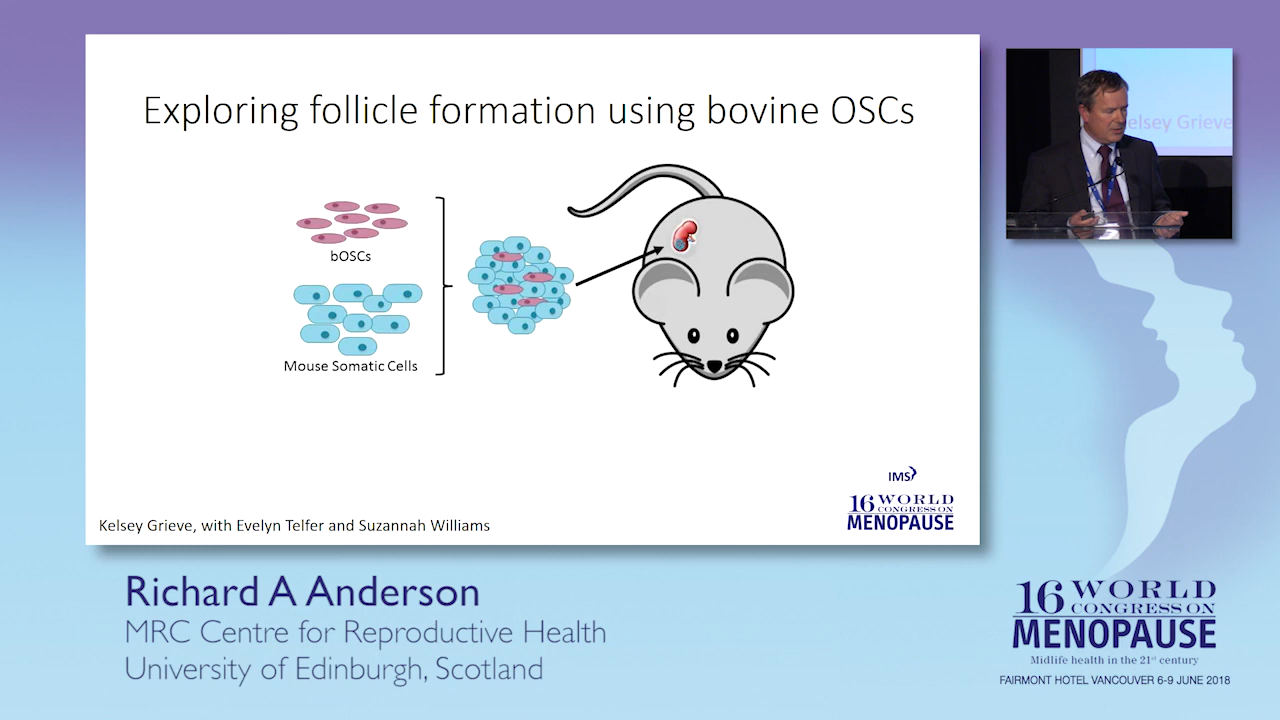 Exploring follicle formation using bovine OSCs
bOSCs
Mouse Somatic Cells
IMS
16 WORLD
CONGRESS ON
MENOPAUSE
Kelsey Grieve, with Evelyn Telfer and Suzannah Williams
elsey Grieve
Richard A Anderson
MRC Centre for Reproductive Health
University of Edinburgh, Scotland
16 WORLD
CONGRESS ON
MENOPAUSE
Midlife health in the 21st century
FAIRMONT HOTEL VANCOUVER 6-9 JUNE 2018